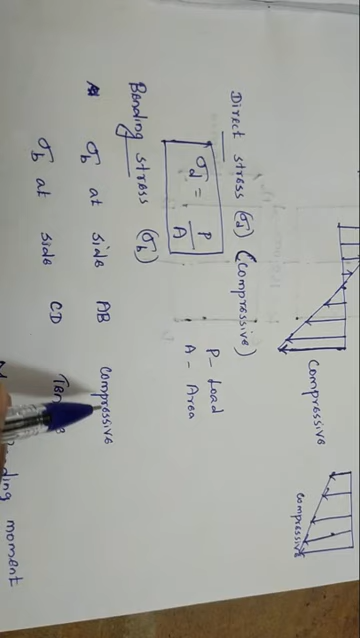 Compressive
compressive
Direct stress (σd) (compressive)
σd = P/A
P - Load
A - Area
Bending stress (σb)
σb at side AB compressive
σb at side CD
moment